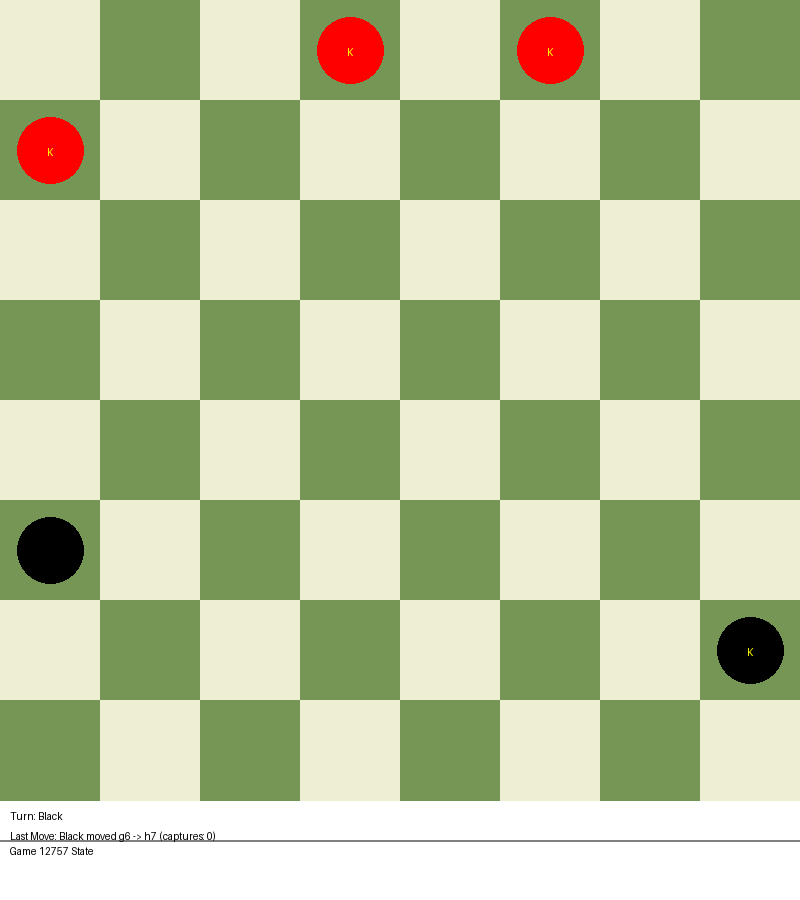 K K
K
K
Turn: Black
Last Move: Black moved g6 -> h7 (captures: 0)
Game 12757 State